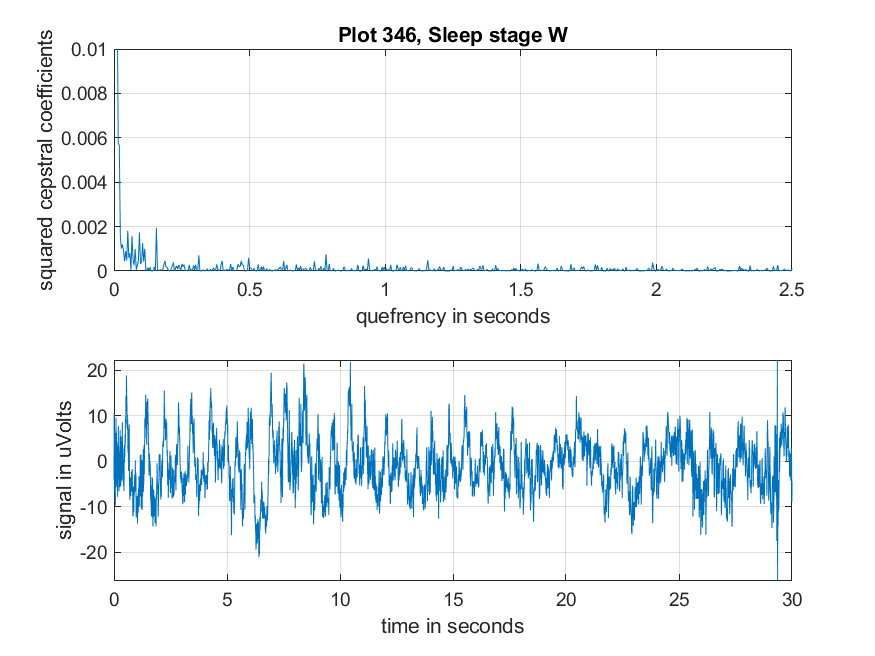 Plot 346, Sleep stage W
squared cepstral coefficients
0.01
0.008
0.006
0.004
0.002
0
0 0.5 1 1.5 2 2.5
quefrency in seconds
signal in uVolts
20
10
0
-10
-20
0 5 10 15 20 25 30
time in seconds